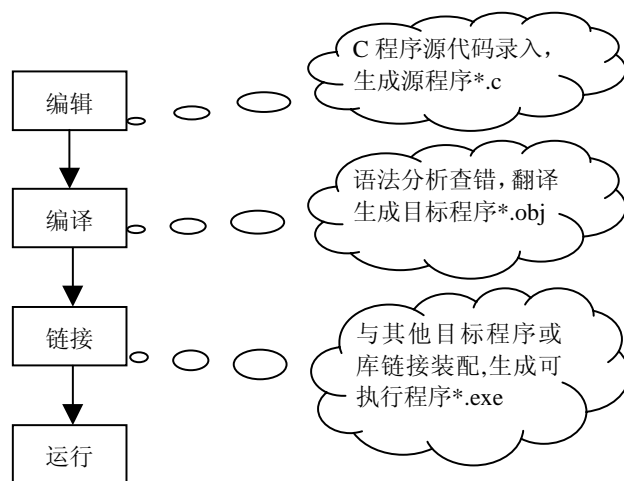 编辑
C 程序源代码录入，
生成源程序*.c
编译
语法分析查错，翻译
生成目标程序*.obj
链接
与其他目标程序或
库链接装配,生成可
执行程序*.exe
运行